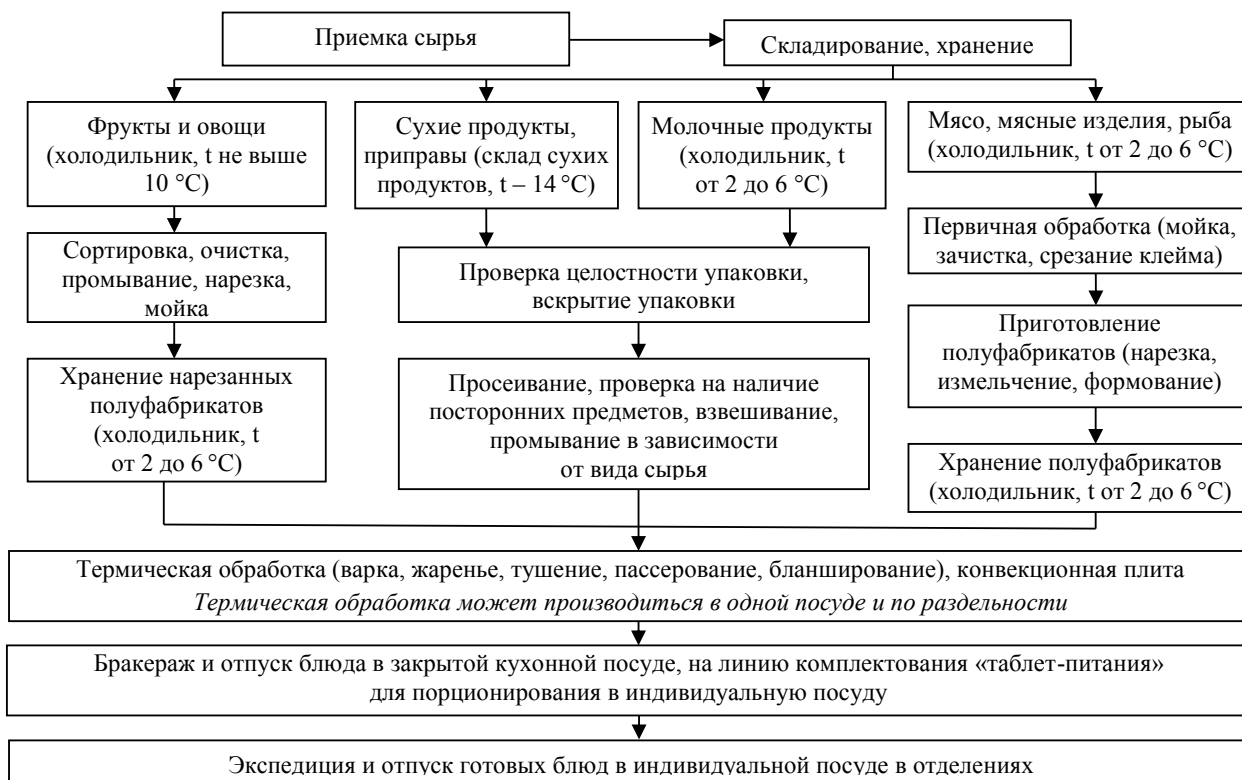 Приемка сырья
Складирование, хранение
Фрукты и овощи
(холодильник, t не выше
10 °C)
Сухие продукты,
приправы (склад сухих
продуктов, t – 14 °C)
Молочные продукты
(холодильник, t
от 2 до 6 °C)
Мясо, мясные изделия, рыба
(холодильник, t от 2 до 6 °C)
Сортировка, очистка,
промывание, нарезка,
мойка
Проверка целостности упаковки,
вскрытие упаковки
Первичная обработка (мойка,
зачистка, срезание клейма)
Хранение нарезанных
полуфабрикатов
(холодильник, t
от 2 до 6 °C)
Просеивание, проверка на наличие
посторонних предметов, взвешивание,
промывание в зависимости
от вида сырья
Приготовление
полуфабрикатов (нарезка,
измельчение, формование)
Хранение полуфабрикатов
(холодильник, t от 2 до 6 °C)
Термическая обработка (варка, жаренье, тушение, пассерование, бланширование), конвекционная плита
Термическая обработка может производиться в одной посуде и по раздельности
Бракераж и отпуск блюда в закрытой кухонной посуде, на линию комплектования «таблет-питания»
для порционирования в индивидуальную посуду
Экспедиция и отпуск готовых блюд в индивидуальной посуде в отделениях